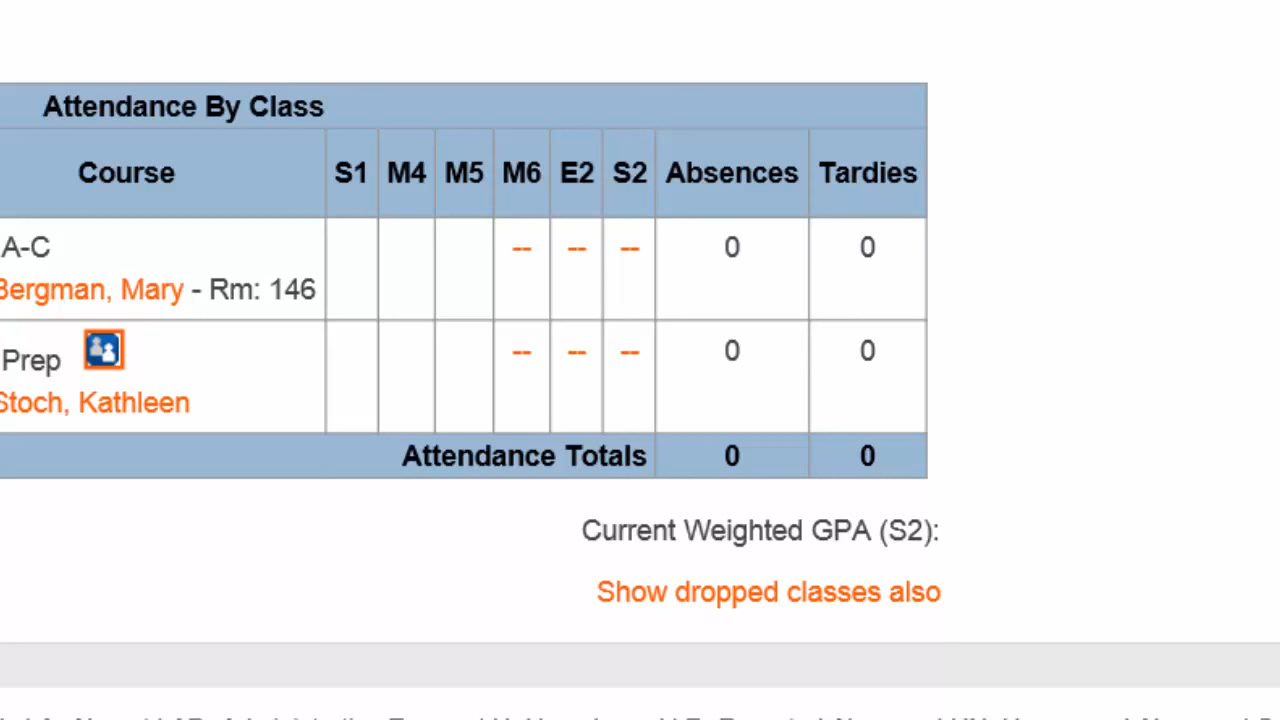 Attendance By Class
Course S1 M4 M5 M6 E2 S2 Absences Tardies
A-C -- -- -- 0 0
Bergman, Mary - Rm: 146
Prep -- -- -- 0 0
Stoch, Kathleen
Attendance Totals 0 0
Current Weighted GPA (S2):
Show dropped classes also